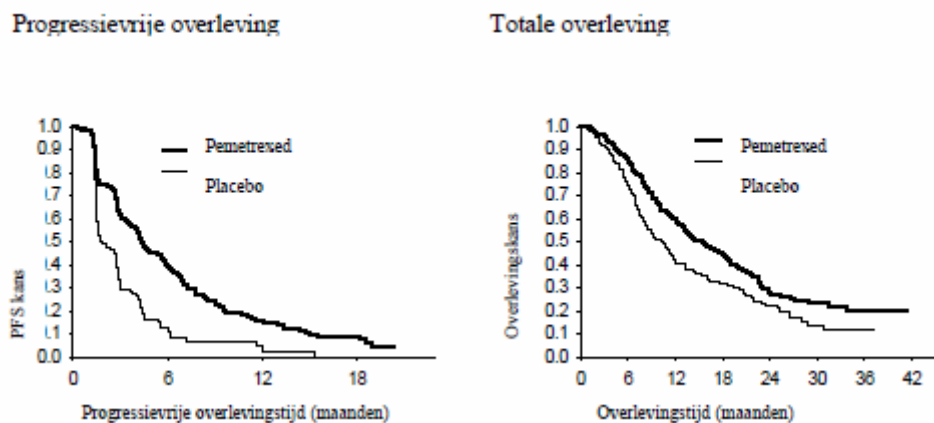 Progressievrije overleving
Totale overleving
PFS kans
1.0
0.9
0.8
0.7
0.6
0.5
0.4
0.3
0.2
0.1
0.0
Pemetrexed
Placebo
0 6 12 18
Progressievrije overlevingstijd (maanden)
Overlevingskans
1.0
0.9
0.8
0.7
0.6
0.5
0.4
0.3
0.2
0.1
0.0
Pemetrexed
Placebo
0 6 12 18 24 30 36 42
Overlevingstijd (maanden)